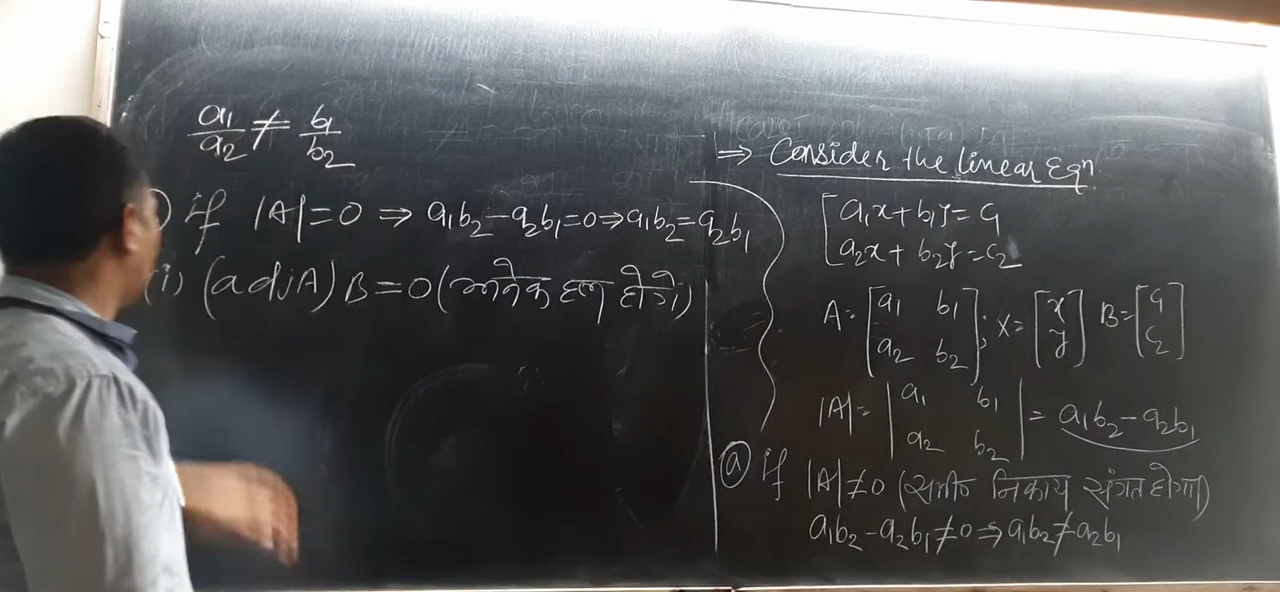 ⇒ Consider the linear Eqn
a₁x + b₁y = c₁
a₂x + b₂y = c₂
A = [a₁ b₁; a₂ b₂]; X = [x; y] B = [c₁; c₂]
|A| = |a₁ b₁; a₂ b₂| = a₁b₂ - a₂b₁
(a) if |A| ≠ 0 (समी० निकाय संगत होगा)
a₁b₂ - a₂b₁ ≠ 0 ⇒ a₁b₂ ≠ a₂b₁
a₁/a₂ ≠ b₁/b₂
) if |A| = 0 ⇒ a₁b₂ - a₂b₁ = 0 ⇒ a₁b₂ = a₂b₁
(i) (adjA) B = 0 (अनेक हल होंगे)